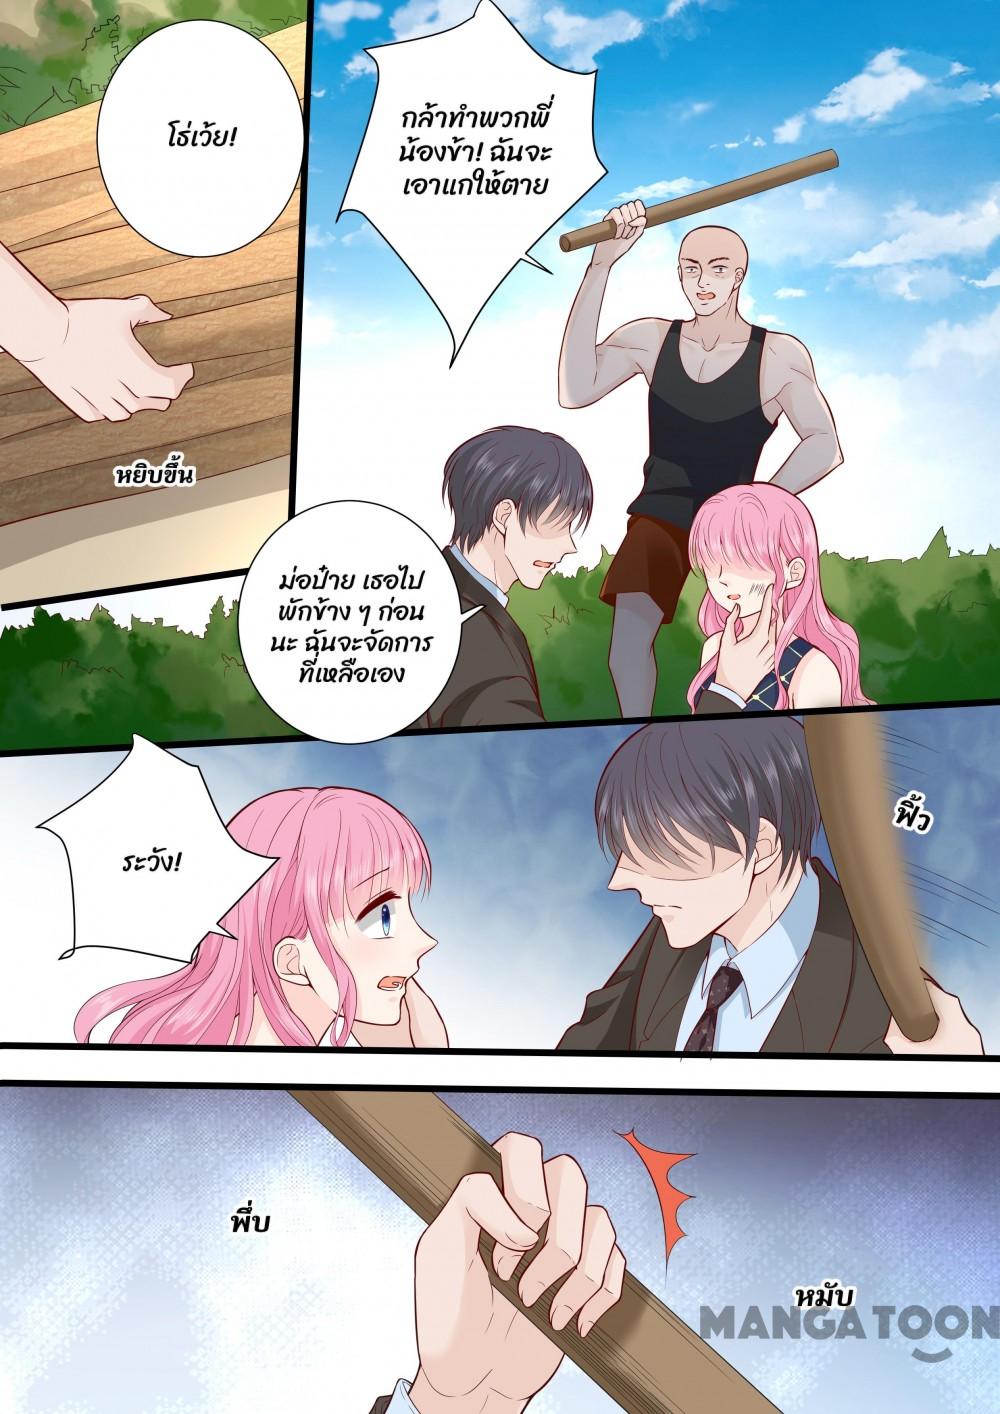 โธ่เว้ย!
หยิบขึ้น
กล้าทำพวกพี่
น้องข้า! ฉันจะ
เอาแกให้ตาย
ม่อป๋าย เธอไป
พักข้าง ๆ ก่อน
นะ ฉันจะจัดการ
ที่เหลือเอง
ระวัง!
ฟิ้ว
พึ่บ
หมับ
MANGATOON